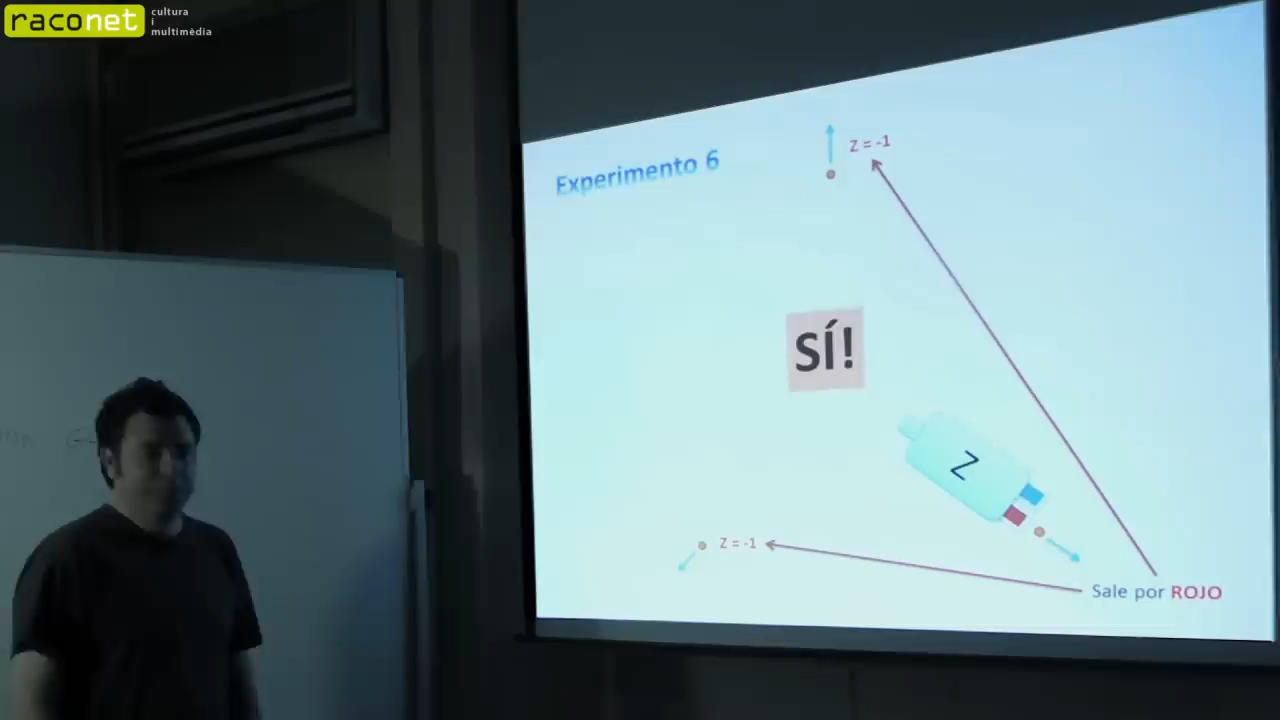 raconet
cultura
i
multimèdia
Experimento 6
Z = -1
SÍ!
Z
Z = -1
Sale por ROJO